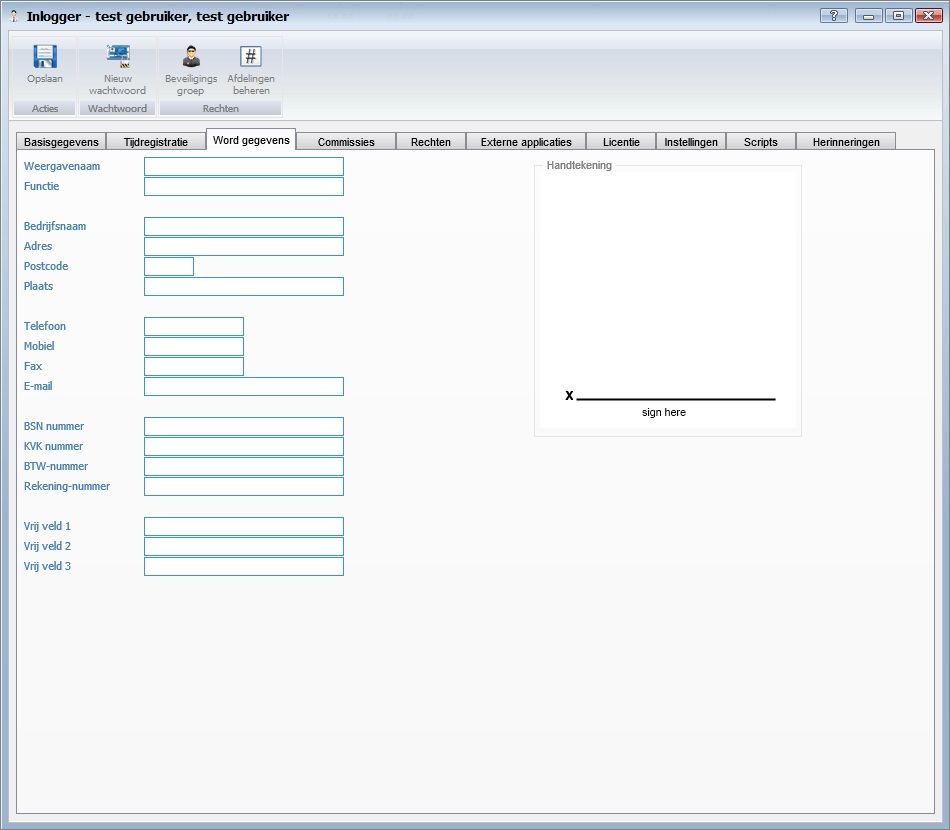 Inlogger - test gebruiker, test gebruiker
?
Opslaan
Nieuw
wachtwoord
Beveiligings
groep
#
Afdelingen
beheren
Acties
Wachtwoord
Rechten
Basisgegevens Tijdregistratie Word gegevens Commissies Rechten Externe applicaties Licentie Instellingen Scripts Herinneringen
Weergavenaam
Functie
Bedrijfsnaam
Adres
Postcode
Plaats
Telefoon
Mobiel
Fax
E-mail
BSN nummer
KVK nummer
BTW-nummer
Rekening-nummer
Vrij veld 1
Vrij veld 2
Vrij veld 3
Handtekening
X
sign here